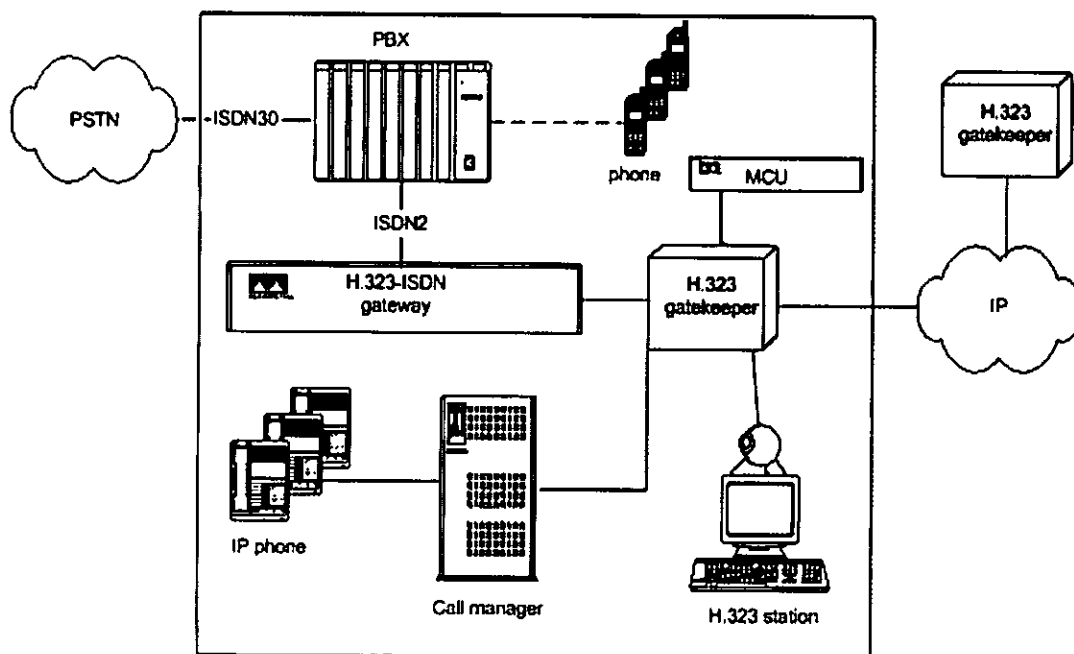 PBX
PSTN
ISDN30
phone
H.323
gatekeeper
MCU
ISDN2
H.323-ISDN
gateway
H.323
gatekeeper
IP
IP phone
Call manager
H.323 station